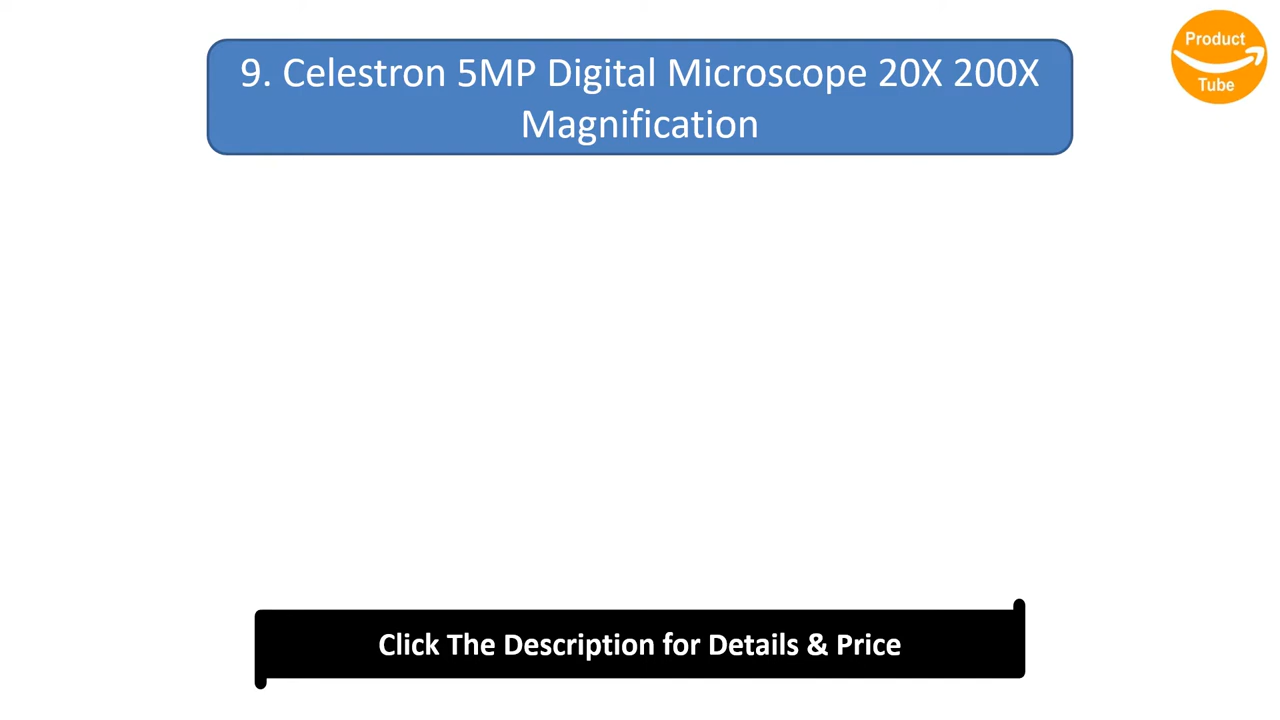 9. Celestron 5MP Digital Microscope 20X 200X
Magnification
Product
Tube
Click The Description for Details & Price